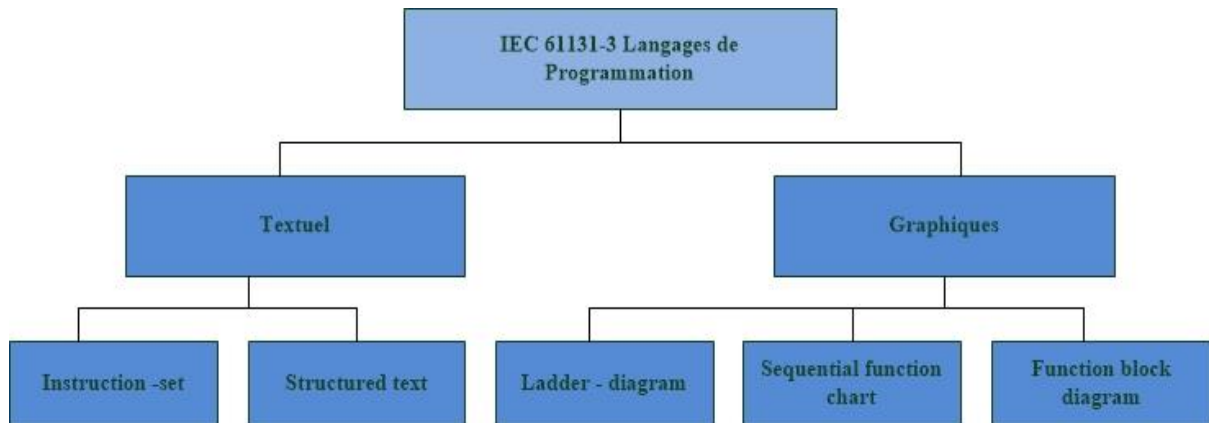 IEC 61131-3 Langages de
Programmation
Textuel
Graphiques
Instruction -set
Structured text
Ladder - diagram
Sequential function
chart
Function block
diagram